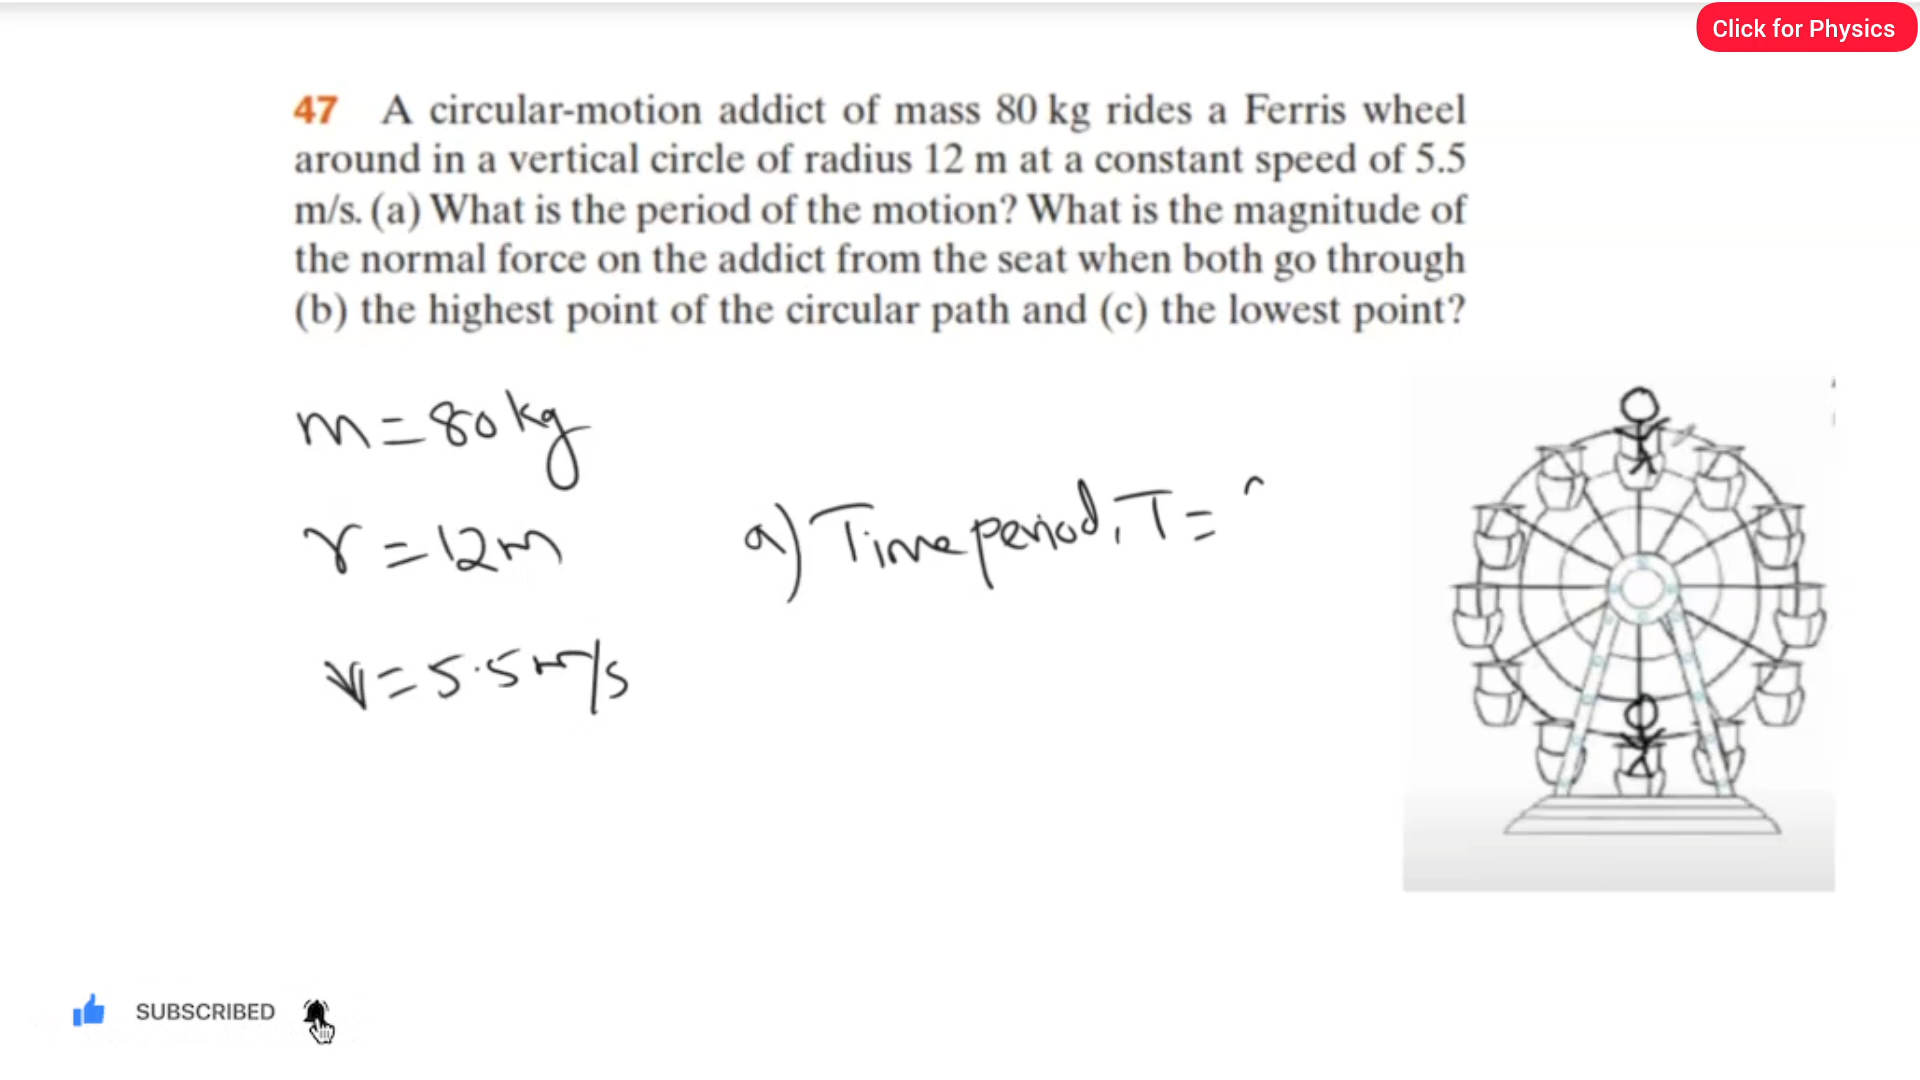 Click for Physics
47 A circular-motion addict of mass 80 kg rides a Ferris wheel
around in a vertical circle of radius 12 m at a constant speed of 5.5
m/s. (a) What is the period of the motion? What is the magnitude of
the normal force on the addict from the seat when both go through
(b) the highest point of the circular path and (c) the lowest point?
m = 80 kg
r = 12 m
a) Time period, T =
v = 5.5 m/s
SUBSCRIBED